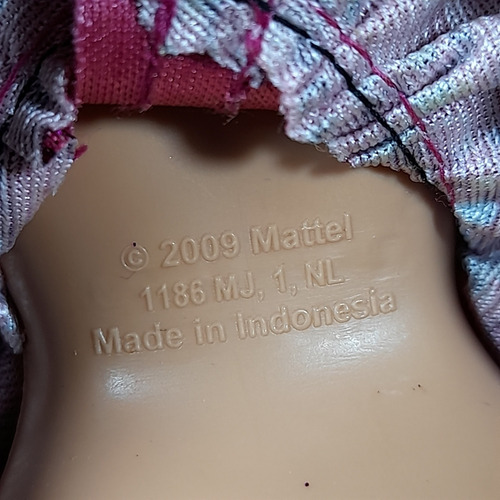 © 2009 Mattel
1186 MJ, 1, NL
Made in Indonesia